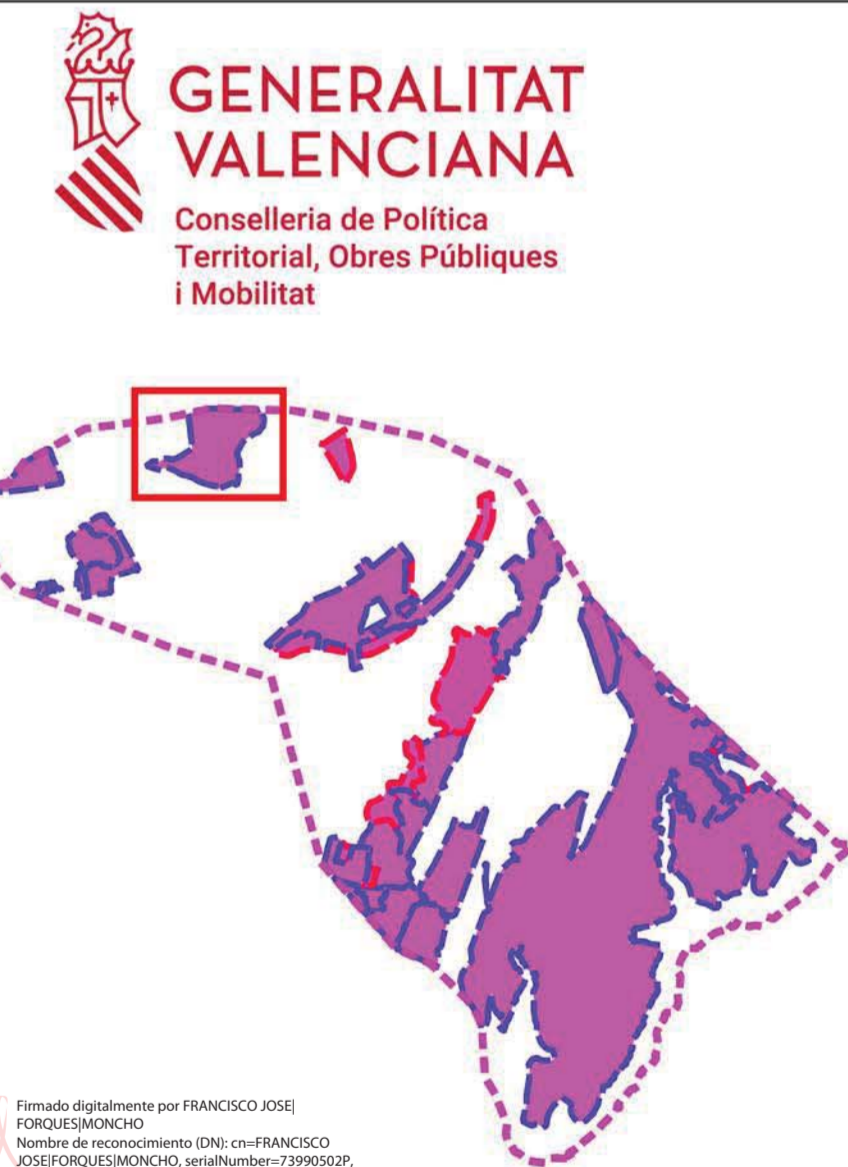 GENERALITAT
VALENCIANA
Conselleria de Política
Territorial, Obres Públiques
i Mobilitat
Firmado digitalmente por FRANCISCO JOSE|
FORQUES|MONCHO
Nombre de reconocimiento (DN): cn=FRANCISCO
JOSE|FORQUES|MONCHO, serialNumber=73990502P,